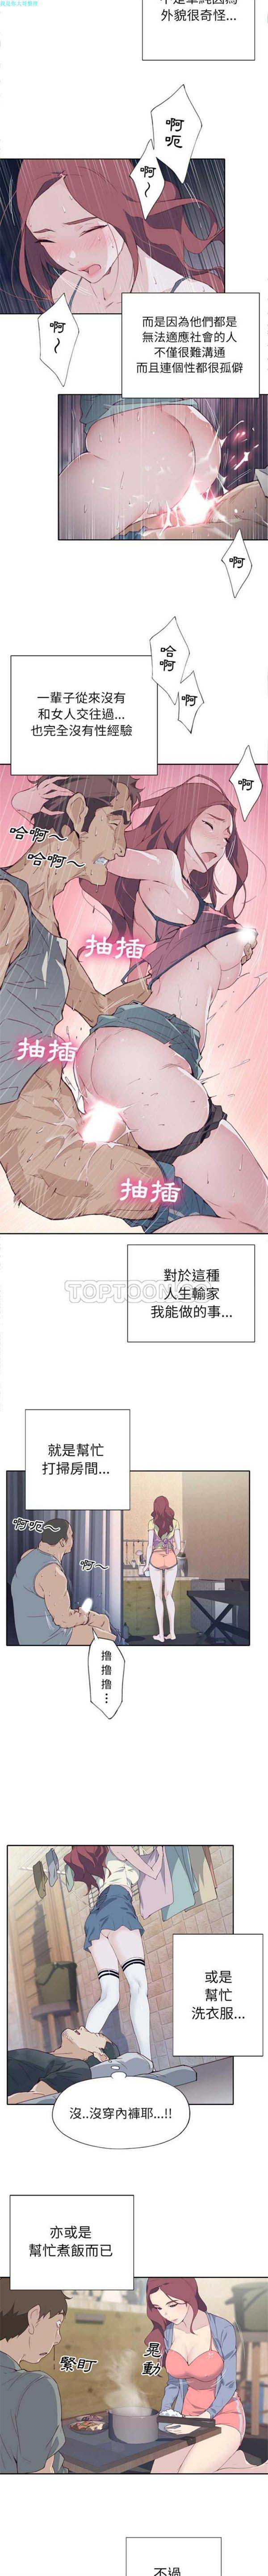 外貌很奇怪...
啊
呃
啊~
啊~
而是因為他們都是
無法適應社會的人
不僅很難溝通
而且連個性都很孤僻
啊
哈
啊
啊
一輩子從來沒有
和女人交往過...
也完全沒有性經驗
啊
哈啊~
哈啊~
抽插
抽插
抽插
對於這種
人生輸家
我能做的事...
TOPTOON
就是幫忙
打掃房間...
啊呃~
啊~
擼
擼
擼
...
或是
幫忙
洗衣服...
沒..沒穿內褲耶...!!
亦或是
幫忙煮飯而已
緊盯
晃
動
不過